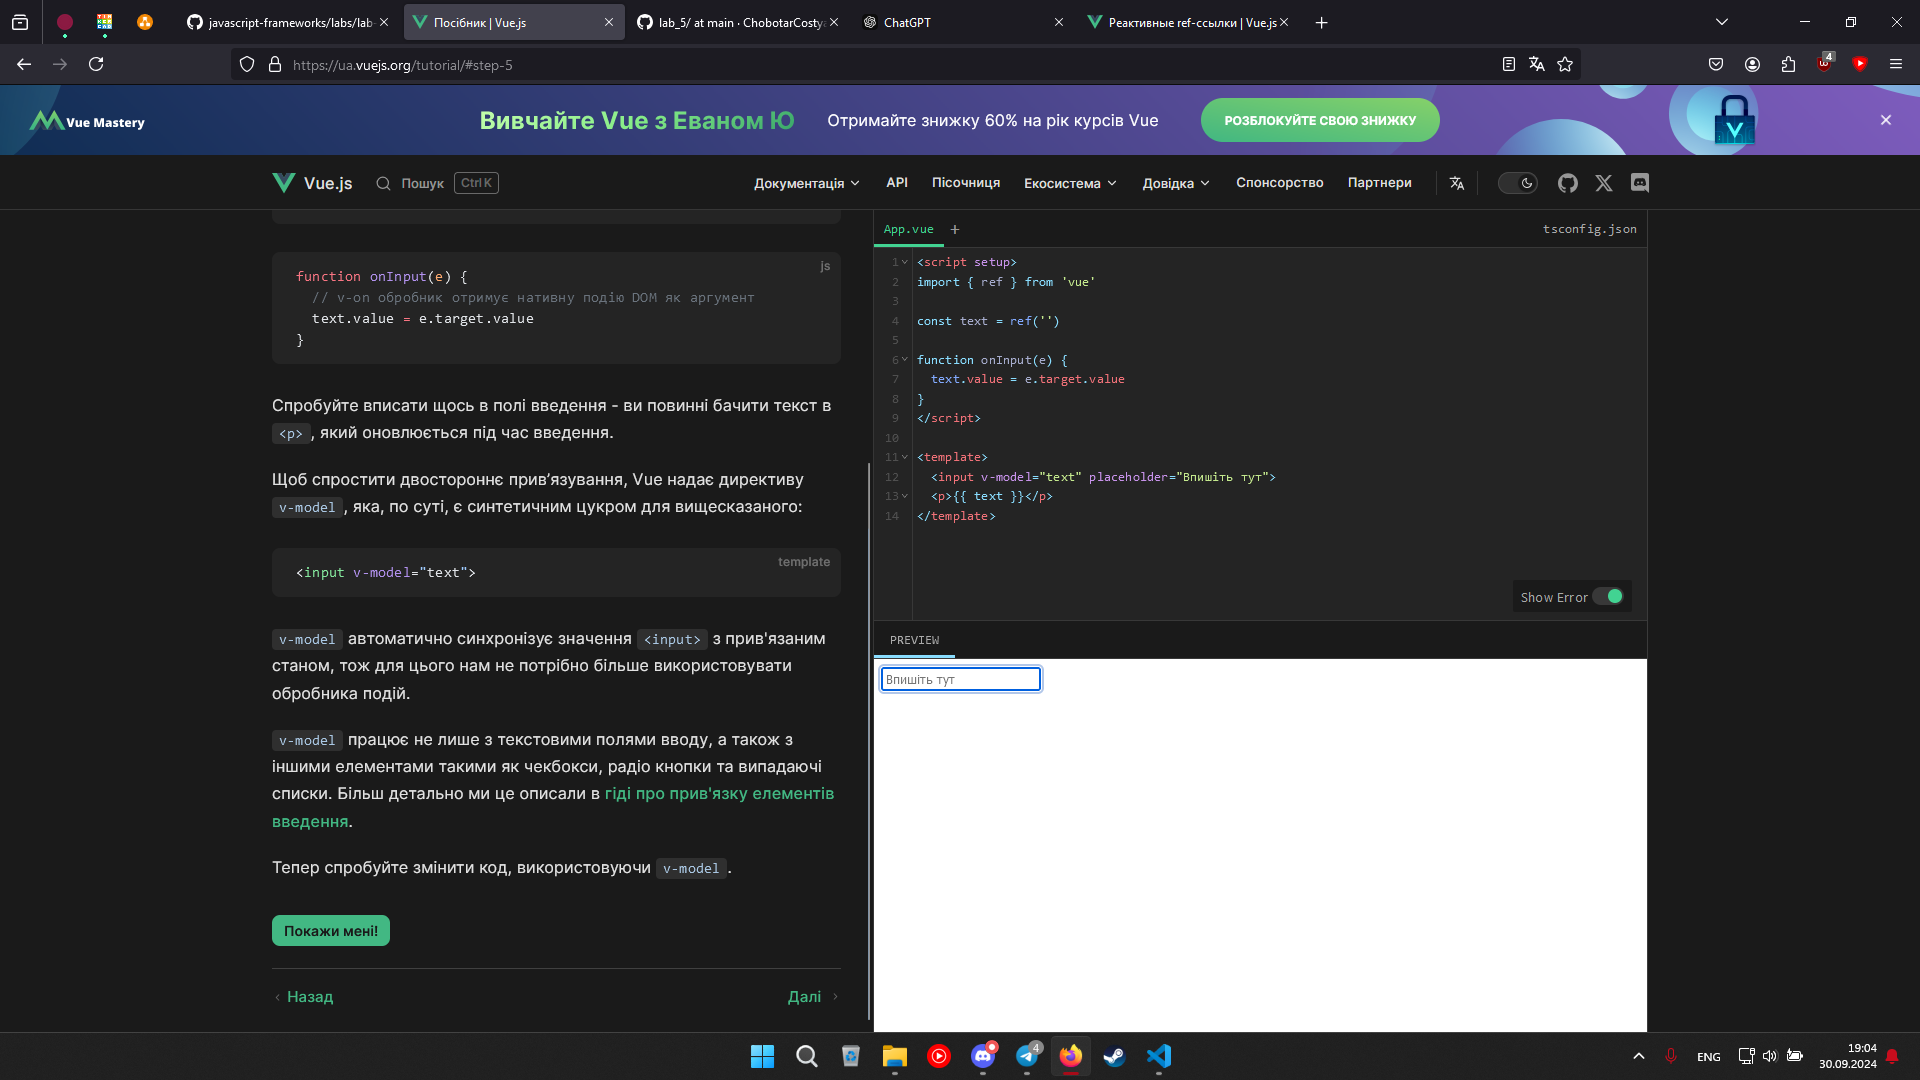 javascript-frameworks/labs/lab-
Посібник | Vue.js
lab_5/ at main · ChobotarCostya
ChatGPT
Реактивные ref-ссылки | Vue.js
https://ua.vuejs.org/tutorial/#step-5
4
Vue Mastery
Вивчайте Vue з Еваном Ю
Отримайте знижку 60% на рік курсів Vue
РОЗБЛОКУЙТЕ СВОЮ ЗНИЖКУ
Vue.js
Пошук
Ctrl K
Документація
API
Пісочниця
Екосистема
Довідка
Спонсорство
Партнери
js
function onInput(e) {
// v-on обробник отримує нативну подію DOM як аргумент
text.value = e.target.value
}
Спробуйте вписати щось в полі введення - ви повинні бачити текст в
<p>, який оновлюється під час введення.
Щоб спростити двостороннє прив’язування, Vue надає директиву
v-model, яка, по суті, є синтетичним цукром для вищесказаного:
template
<input v-model="text">
v-model автоматично синхронізує значення <input> з прив'язаним
станом, тож для цього нам не потрібно більше використовувати
обробника подій.
v-model працює не лише з текстовими полями вводу, а також з
іншими елементами такими як чекбокси, радіо кнопки та випадаючі
списки. Більш детально ми це описали в гіді про прив'язку елементів
введення.
Тепер спробуйте змінити код, використовуючи v-model.
Покажи мені!
Назад
Далі
App.vue +
tsconfig.json
1 <script setup>
2 import { ref } from 'vue'
3
4 const text = ref('')
5
6 function onInput(e) {
7 text.value = e.target.value
8 }
9 </script>
10
11 <template>
12 <input v-model="text" placeholder="Впишіть тут">
13 <p>{{ text }}</p>
14 </template>
Show Error
PREVIEW
Впишіть тут
4
ENG
19:04
30.09.2024